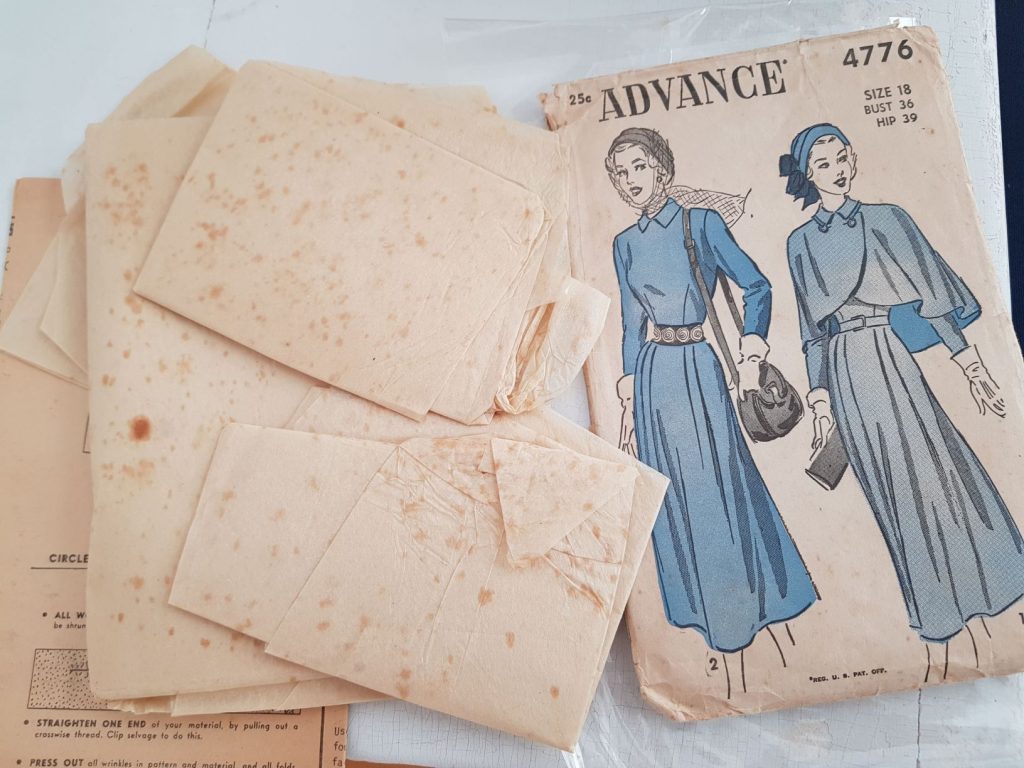 25¢ ADVANCE
4776
SIZE 18
BUST 36
HIP 39
2
1
*REG. U. S. PAT. OFF.
CIRCLE
• ALL W
be shrun
• STRAIGHTEN ONE END of your material, by pulling out a
crosswise thread. Clip selvage to do this.
• PRESS OUT all wrinkles in pattern and material, and all folds